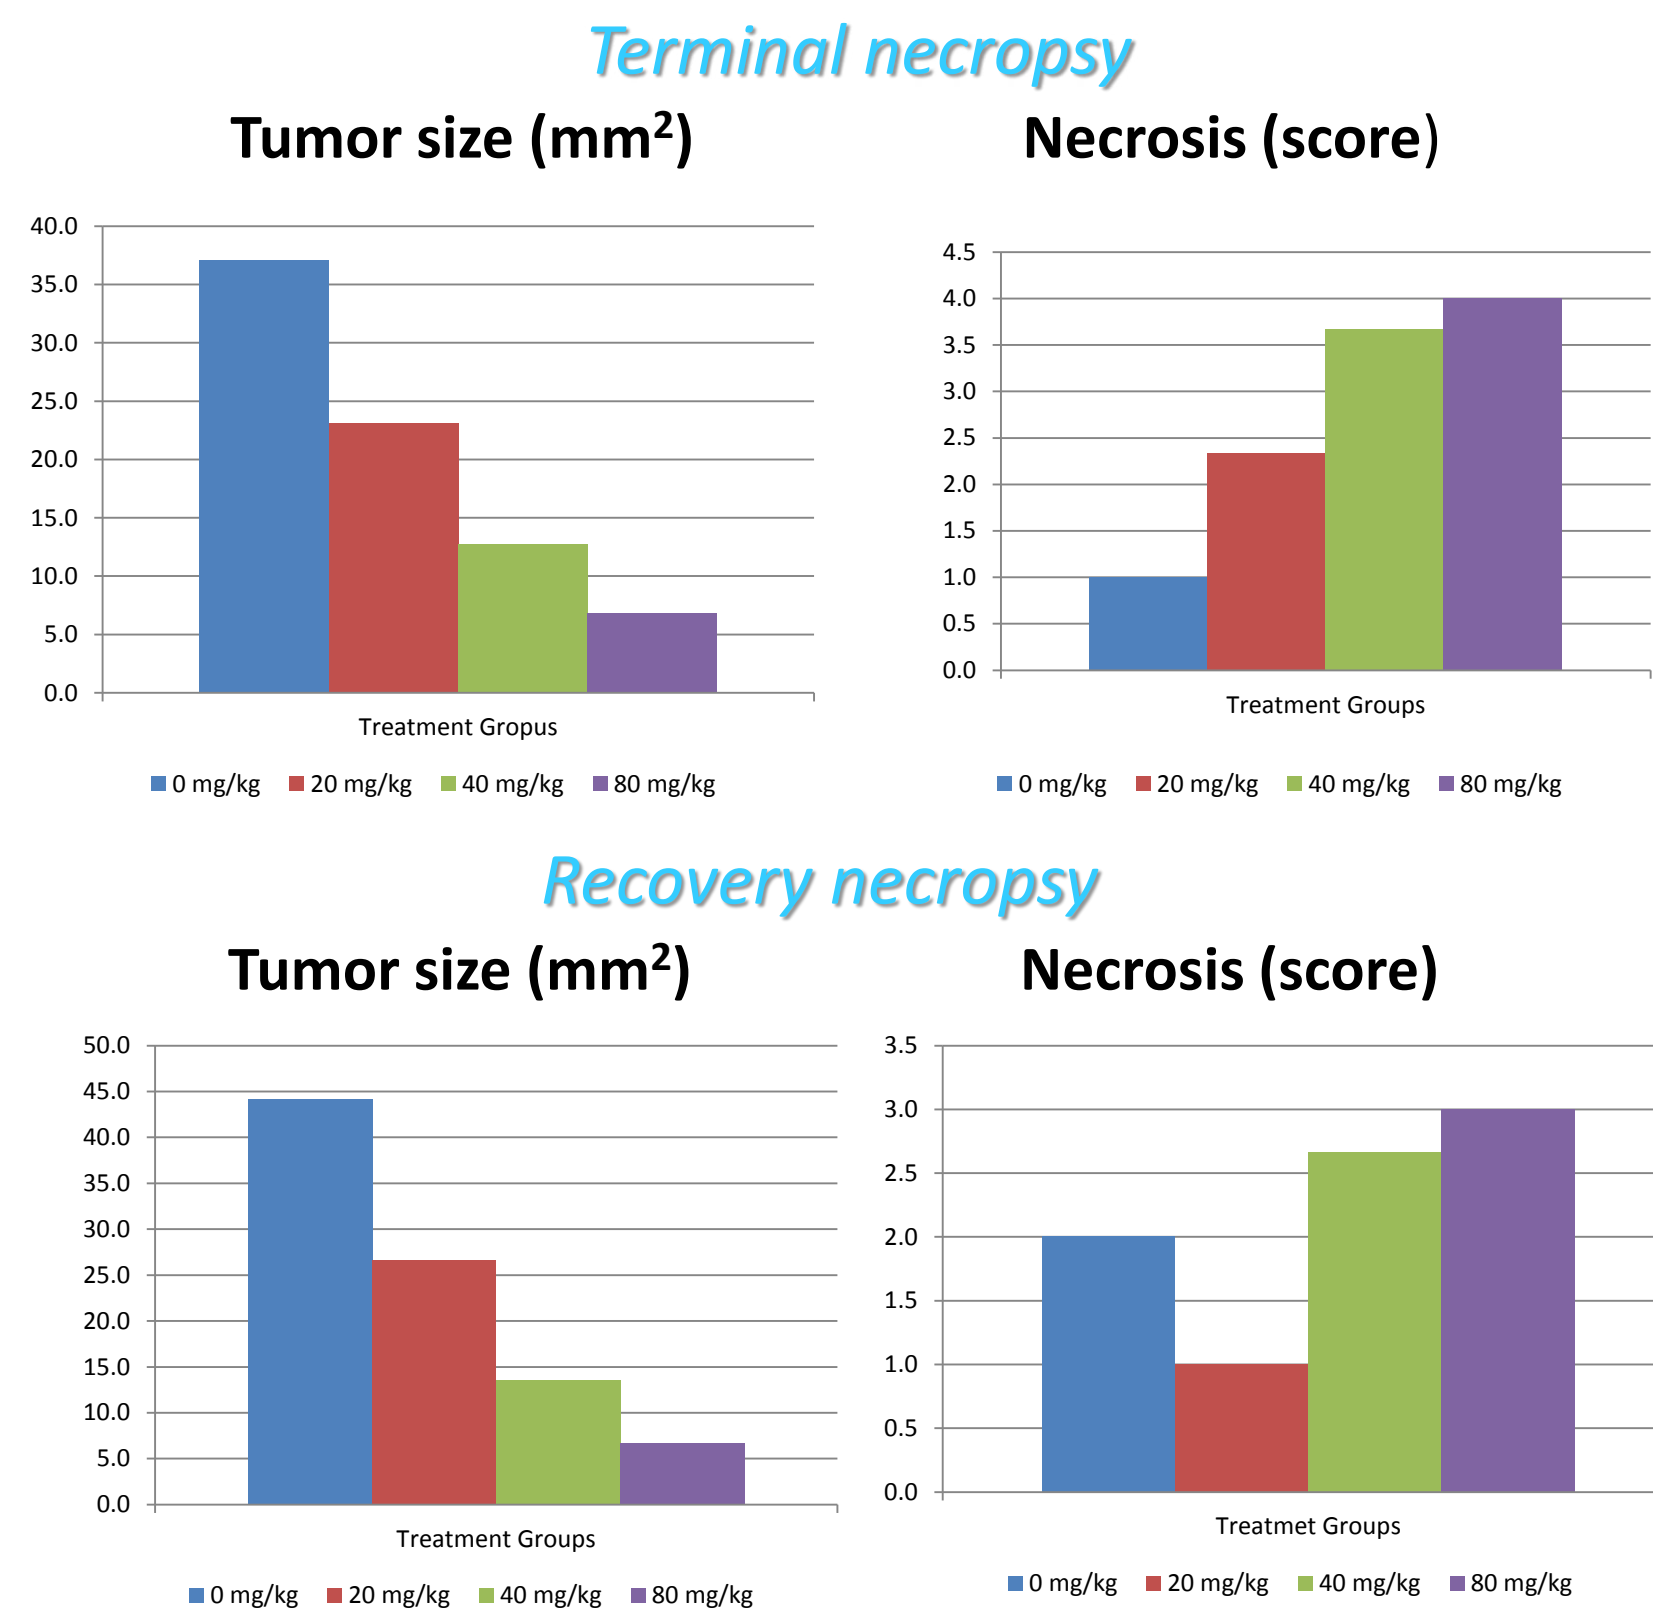 Terminal necropsy
Tumor size (mm²)
Necrosis (score)
40.0
35.0
30.0
25.0
20.0
15.0
10.0
5.0
0.0
Treatment Gropus
0 mg/kg 20 mg/kg 40 mg/kg 80 mg/kg
4.5
4.0
3.5
3.0
2.5
2.0
1.5
1.0
0.5
0.0
Treatment Groups
0 mg/kg 20 mg/kg 40 mg/kg 80 mg/kg
Recovery necropsy
Tumor size (mm²)
Necrosis (score)
50.0
45.0
40.0
35.0
30.0
25.0
20.0
15.0
10.0
5.0
0.0
Treatment Groups
0 mg/kg 20 mg/kg 40 mg/kg 80 mg/kg
3.5
3.0
2.5
2.0
1.5
1.0
0.5
0.0
Treatmet Groups
0 mg/kg 20 mg/kg 40 mg/kg 80 mg/kg